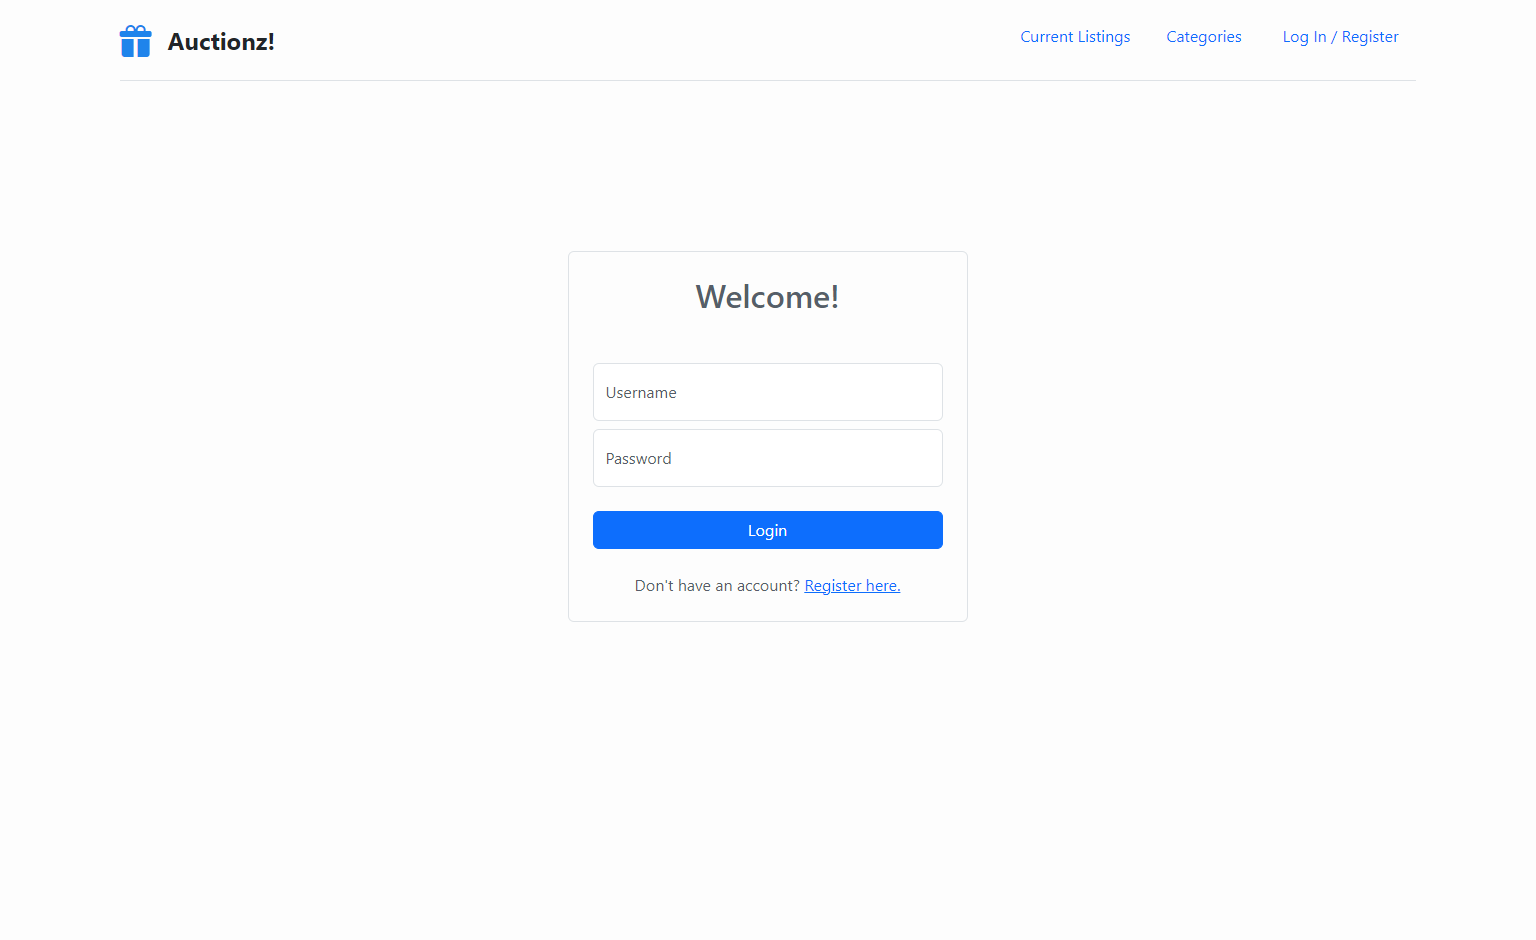 Auctionz!
Current Listings
Categories
Log In / Register
Welcome!
Username
Password
Login
Don't have an account? Register here.